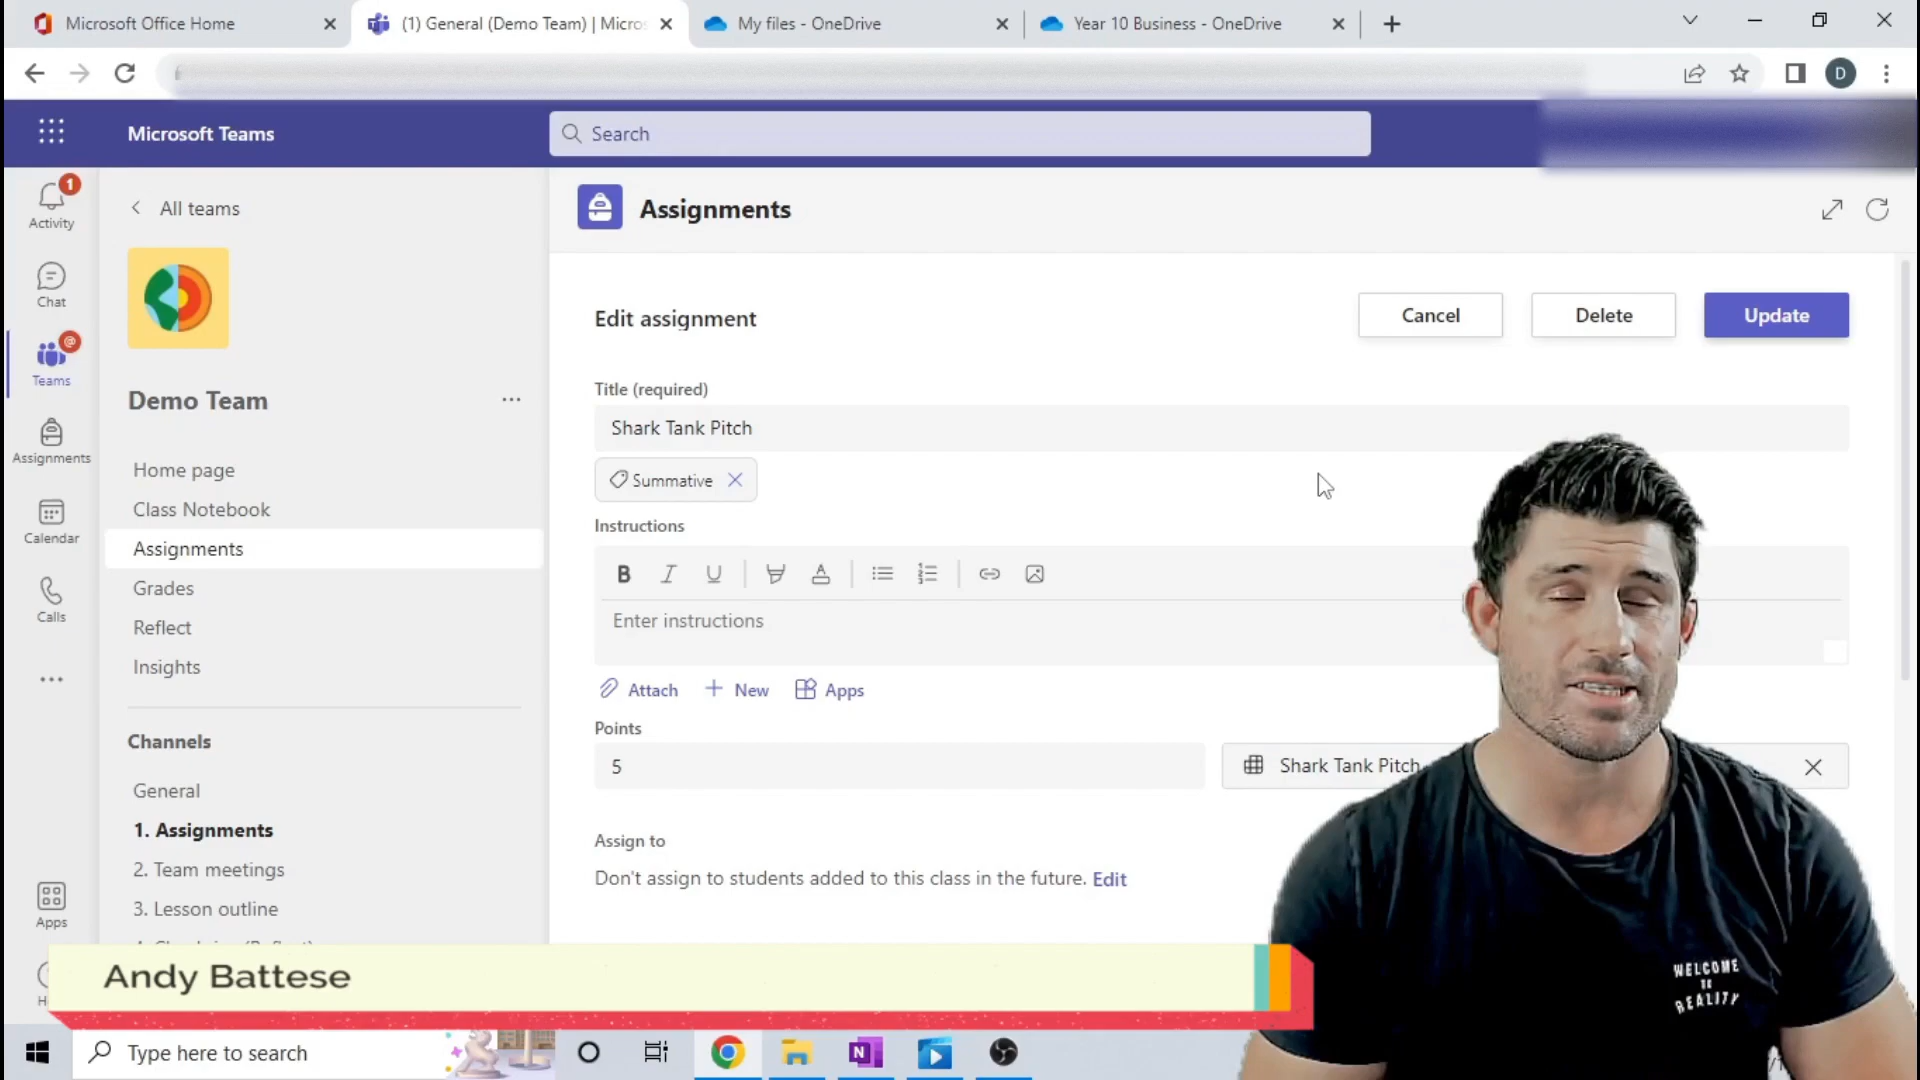 Microsoft Office Home
(1) General (Demo Team) | Micros
My files - OneDrive
Year 10 Business - OneDrive
D
Microsoft Teams
Search
1
Activity
Chat
@
Teams
Assignments
Calendar
Calls
Apps
All teams
Demo Team
Home page
Class Notebook
Assignments
Grades
Reflect
Insights
Channels
General
1. Assignments
2. Team meetings
3. Lesson outline
Assignments
Edit assignment
Cancel
Delete
Update
Title (required)
Shark Tank Pitch
Summative
Instructions
B I U
Enter instructions
Attach
New
Apps
Points
5
Shark Tank Pitch
Assign to
Don't assign to students added to this class in the future. Edit
Andy Battese
WELCOME
TO
REALITY
Type here to search